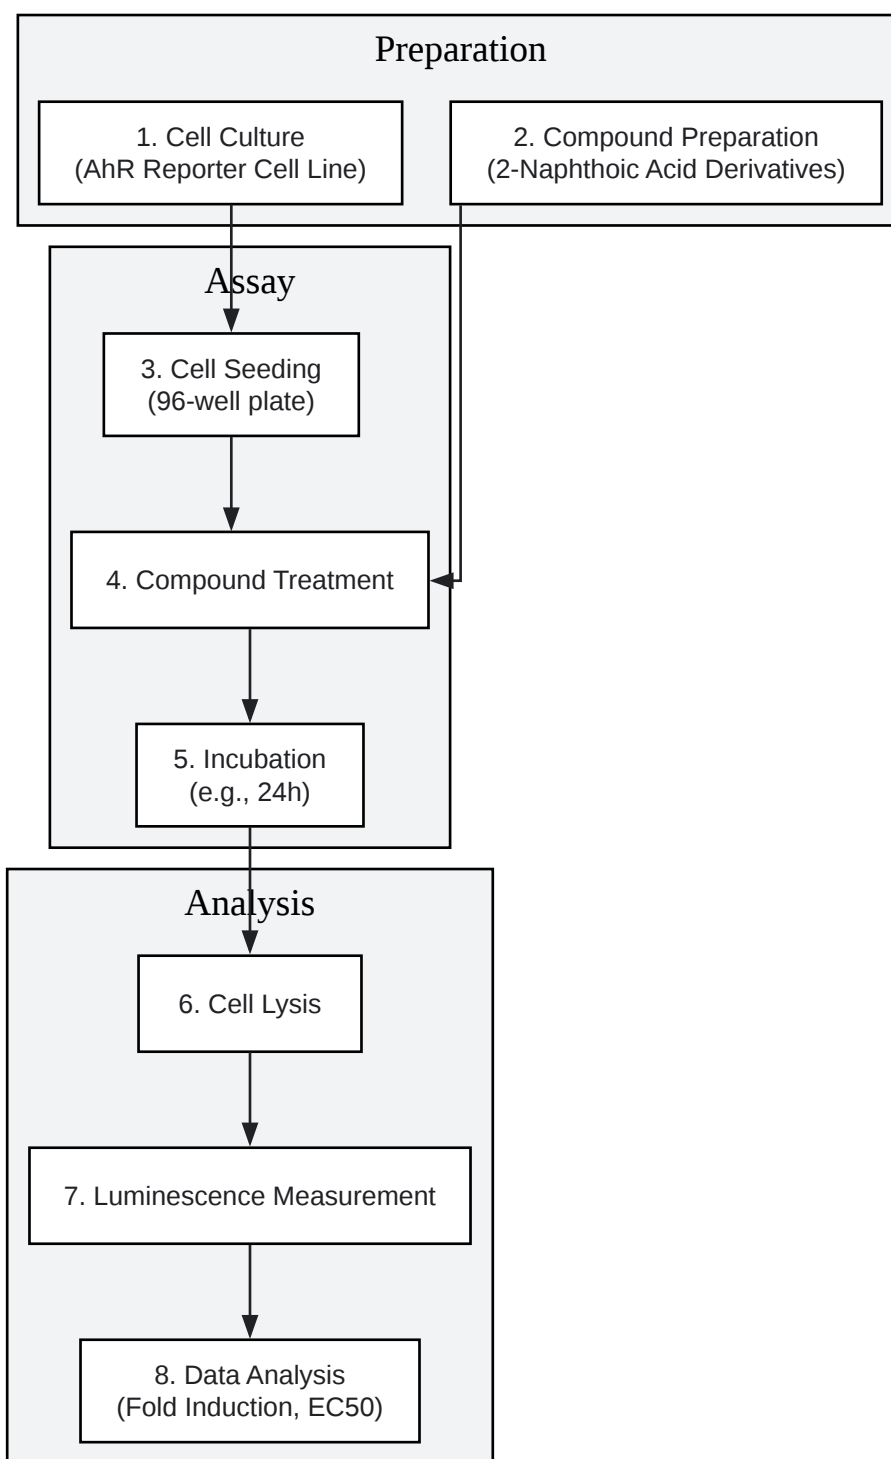 Preparation
1. Cell Culture
(AhR Reporter Cell Line)
2. Compound Preparation
(2-Naphthoic Acid Derivatives)
Assay
3. Cell Seeding
(96-well plate)
4. Compound Treatment
5. Incubation
(e.g., 24h)
Analysis
6. Cell Lysis
7. Luminescence Measurement
8. Data Analysis
(Fold Induction, EC50)